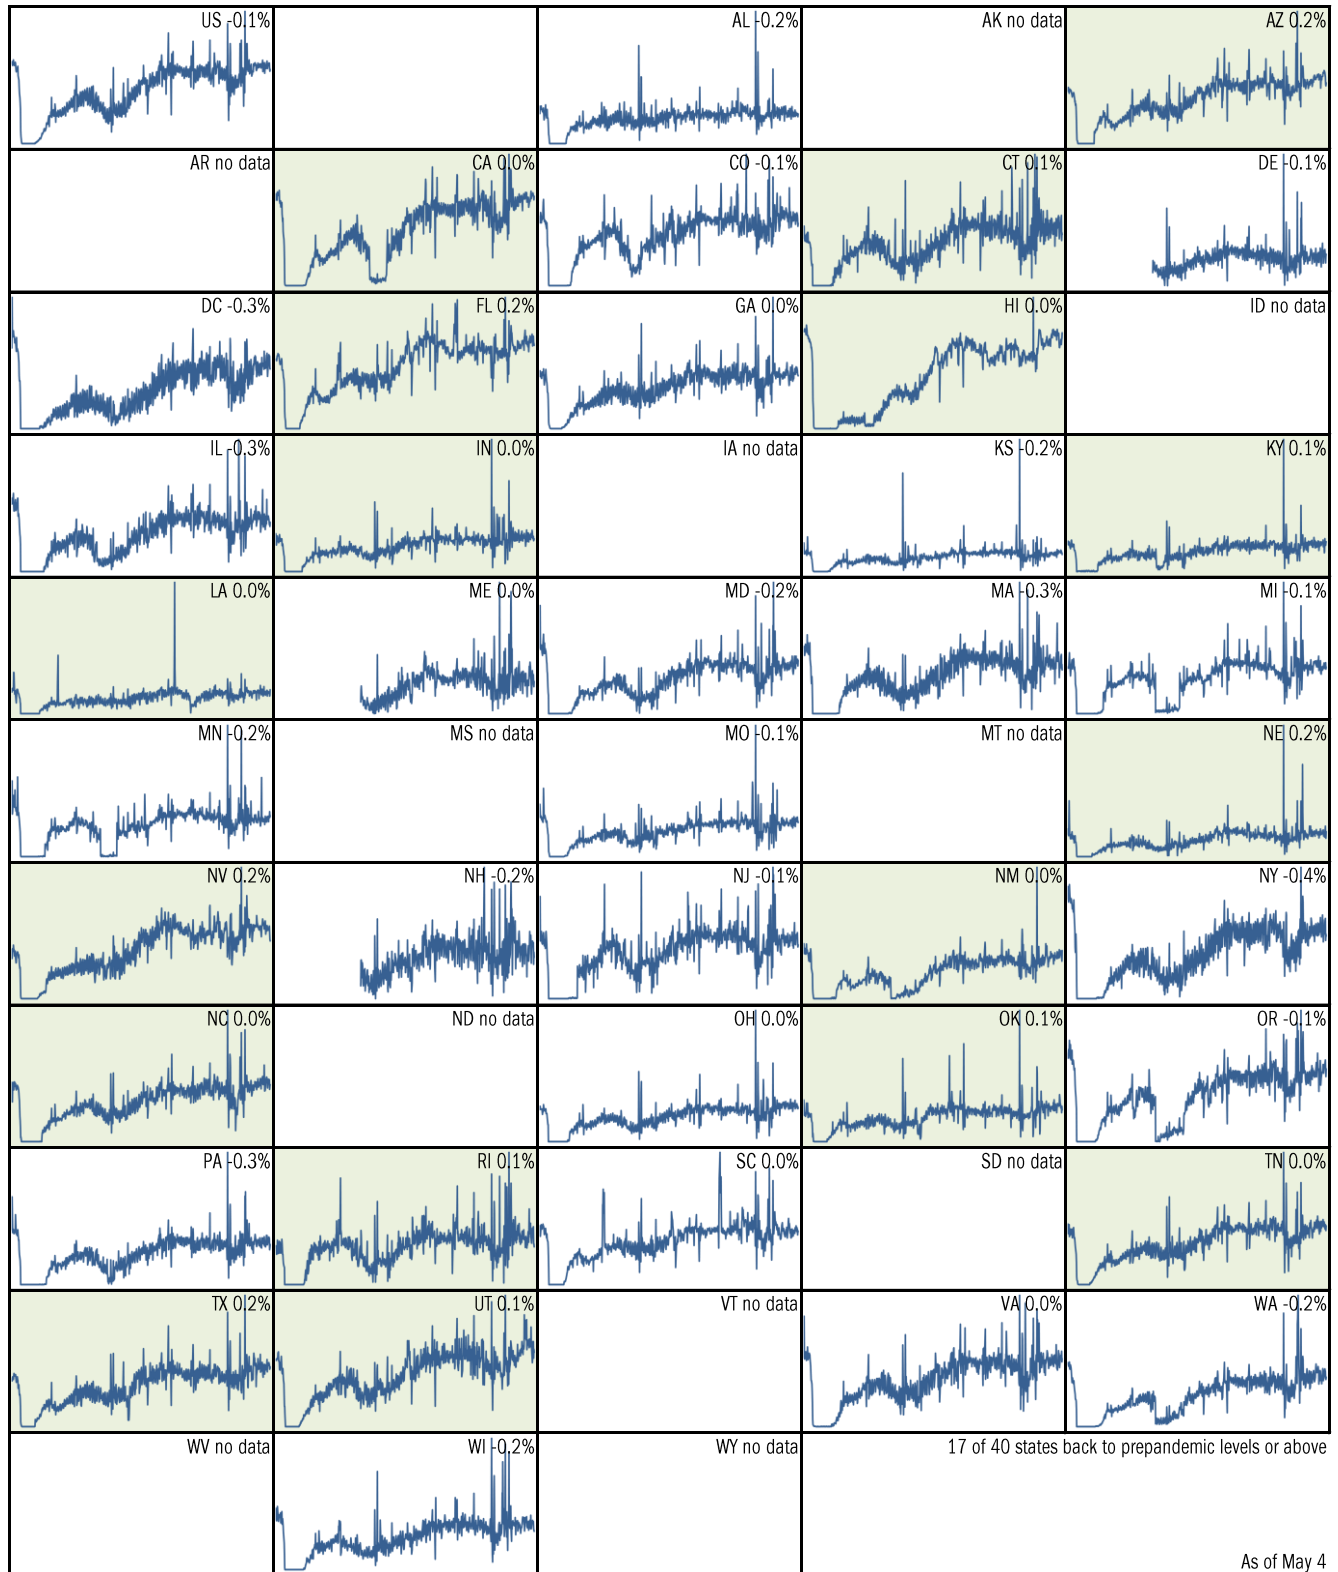 US -0.1%
AL -0.2%
AK no data
AZ 0.2%
AR no data
CA 0.0%
CO -0.1%
CT 0.1%
DE -0.1%
DC -0.3%
FL 0.2%
GA 0.0%
HI 0.0%
ID no data
IL -0.3%
IN 0.0%
IA no data
KS -0.2%
KY 0.1%
LA 0.0%
ME 0.0%
MD -0.2%
MA -0.3%
MI -0.1%
MN -0.2%
MS no data
MO -0.1%
MT no data
NE 0.2%
NV 0.2%
NH -0.2%
NJ -0.1%
NM 0.0%
NY -0.4%
NC 0.0%
ND no data
OH 0.0%
OK 0.1%
OR -0.1%
PA -0.3%
RI 0.1%
SC 0.0%
SD no data
TN 0.0%
TX 0.2%
UT 0.1%
VT no data
VA 0.0%
WA -0.2%
WV no data
WI -0.2%
WY no data
17 of 40 states back to prepandemic levels or above
As of May 4